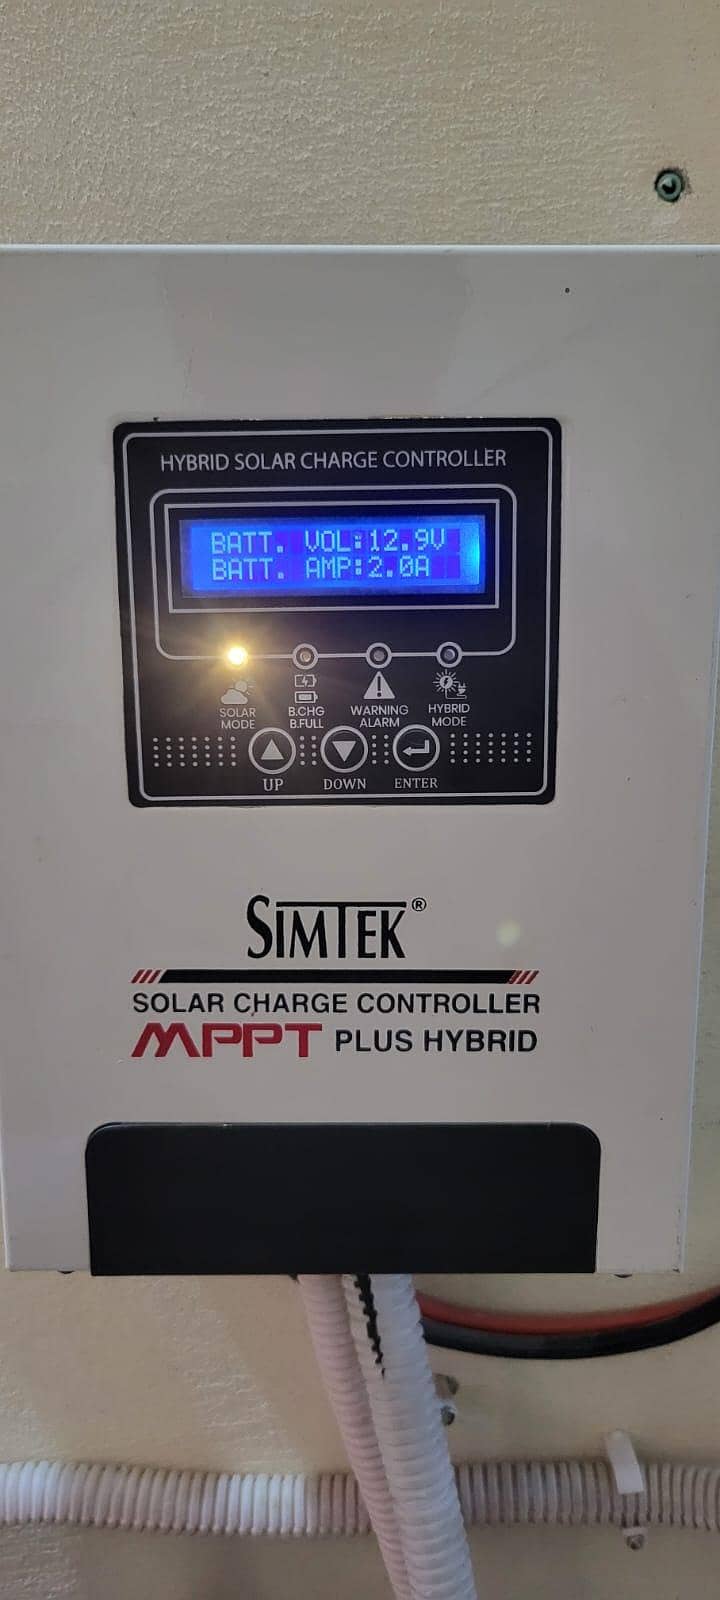 HYBRID SOLAR CHARGE CONTROLLER
BATT. VOL:12.9V
BATT. AMP:2.0A
SOLAR MODE
B.CHG B.FULL
WARNING ALARM
HYBRID MODE
UP DOWN ENTER
SIMTEK®
SOLAR CHARGE CONTROLLER
MPPT PLUS HYBRID